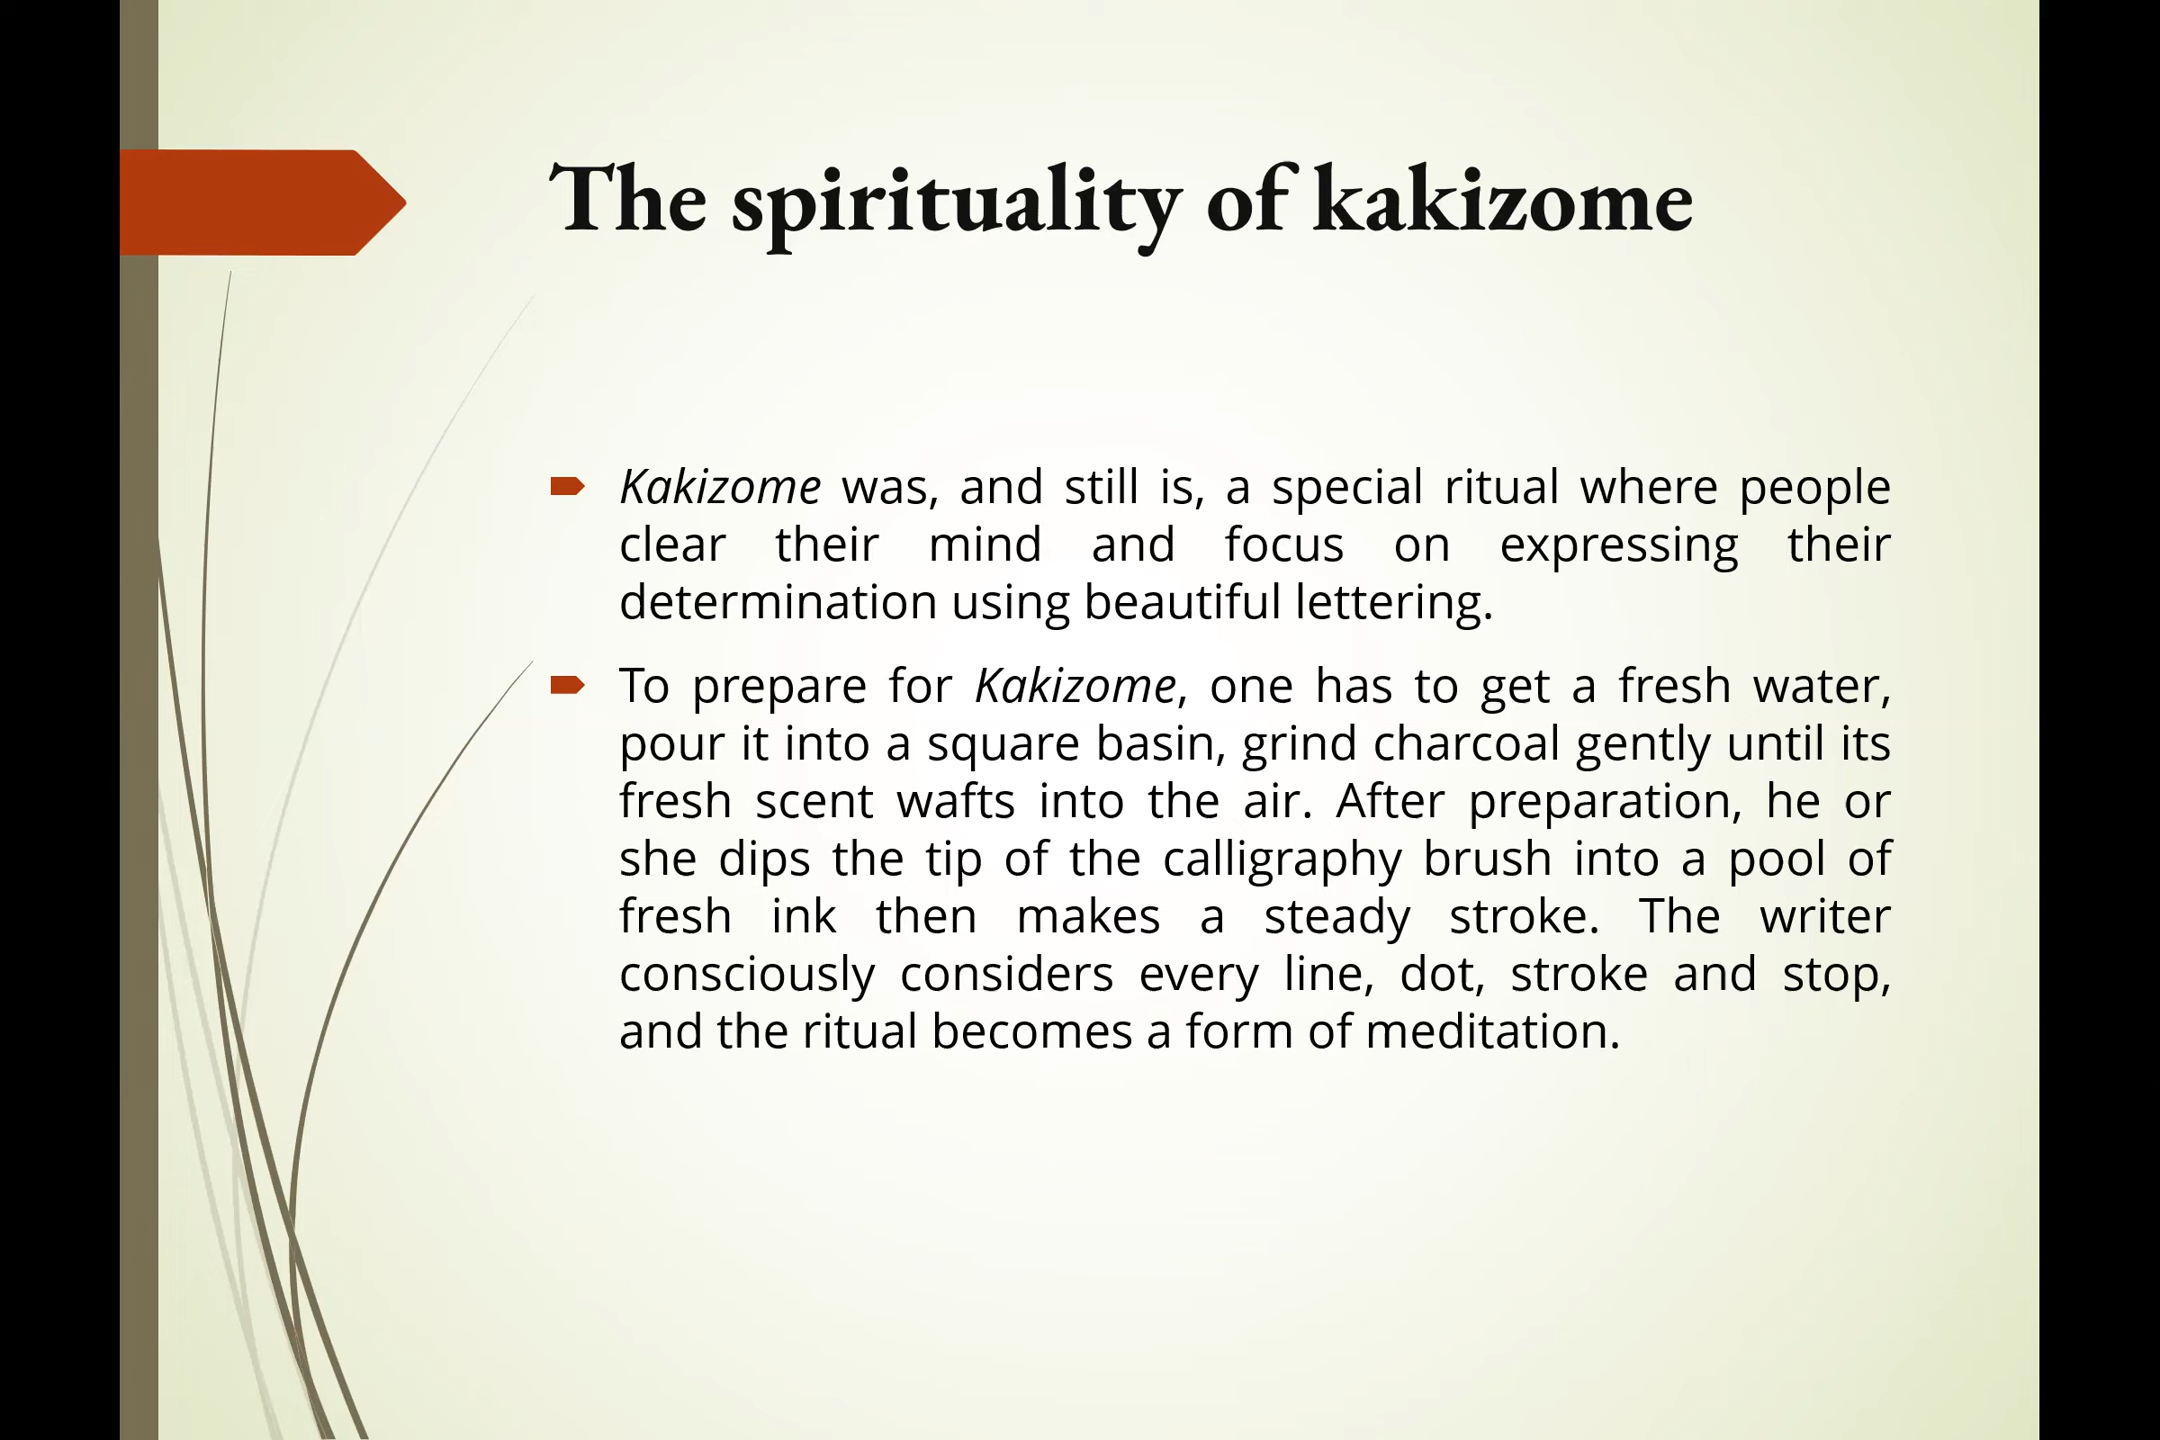 The spirituality of kakizome
Kakizome was, and still is, a special ritual where people
clear their mind and focus on expressing their
determination using beautiful lettering.
To prepare for Kakizome, one has to get a fresh water,
pour it into a square basin, grind charcoal gently until its
fresh scent wafts into the air. After preparation, he or
she dips the tip of the calligraphy brush into a pool of
fresh ink then makes a steady stroke. The writer
consciously considers every line, dot, stroke and stop,
and the ritual becomes a form of meditation.